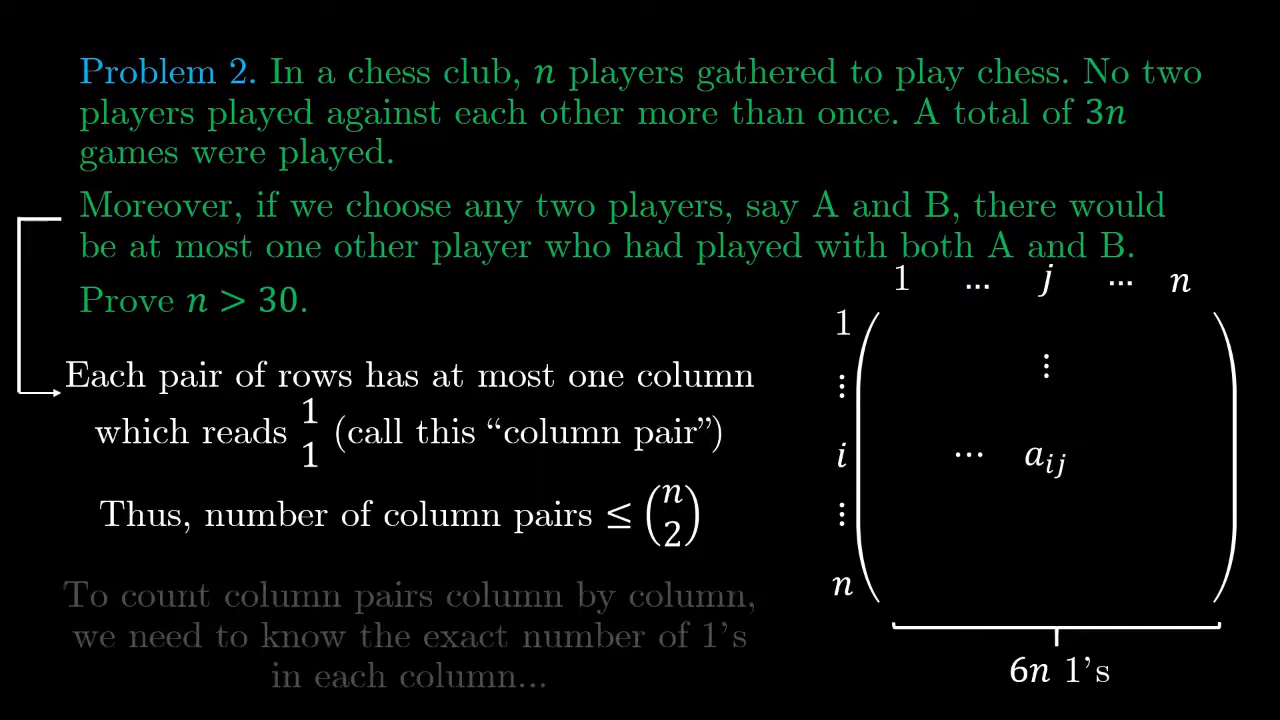 Problem 2. In a chess club, n players gathered to play chess. No two
players played against each other more than once. A total of 3n
games were played.
Moreover, if we choose any two players, say A and B, there would
be at most one other player who had played with both A and B.
Prove n > 30.
1 ... j ... n
1
⋮
i
⋮
n
⋮
⋯ aᵢⱼ
6n 1's
Each pair of rows has at most one column
which reads 1 1 (call this “column pair”)
Thus, number of column pairs ≤ (n 2)
To count column pairs column by column,
we need to know the exact number of 1's
in each column...